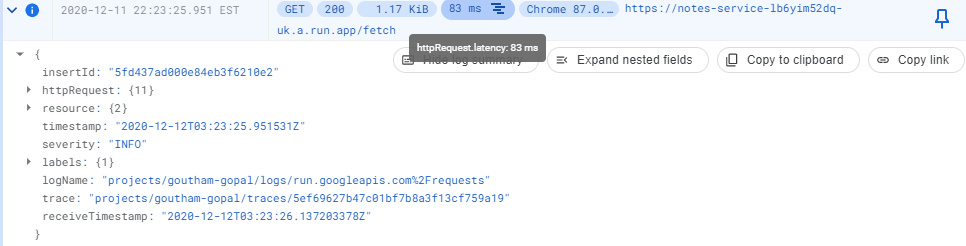 2020-12-11 22:23:25.951 EST GET 200 1.17 KiB 83 ms Chrome 87.0.… https://notes-service-lb6yim52dq-
uk.a.run.app/fetch
httpRequest.latency: 83 ms
{
Hide log summary Expand nested fields Copy to clipboard Copy link
insertId: "5fd437ad000e84eb3f6210e2"
httpRequest: {11}
resource: {2}
timestamp: "2020-12-12T03:23:25.951531Z"
severity: "INFO"
labels: {1}
logName: "projects/goutham-gopal/logs/run.googleapis.com%2Frequests"
trace: "projects/goutham-gopal/traces/5ef69627b47c01bf7b8a3f13cf759a19"
receiveTimestamp: "2020-12-12T03:23:26.137203378Z"
}